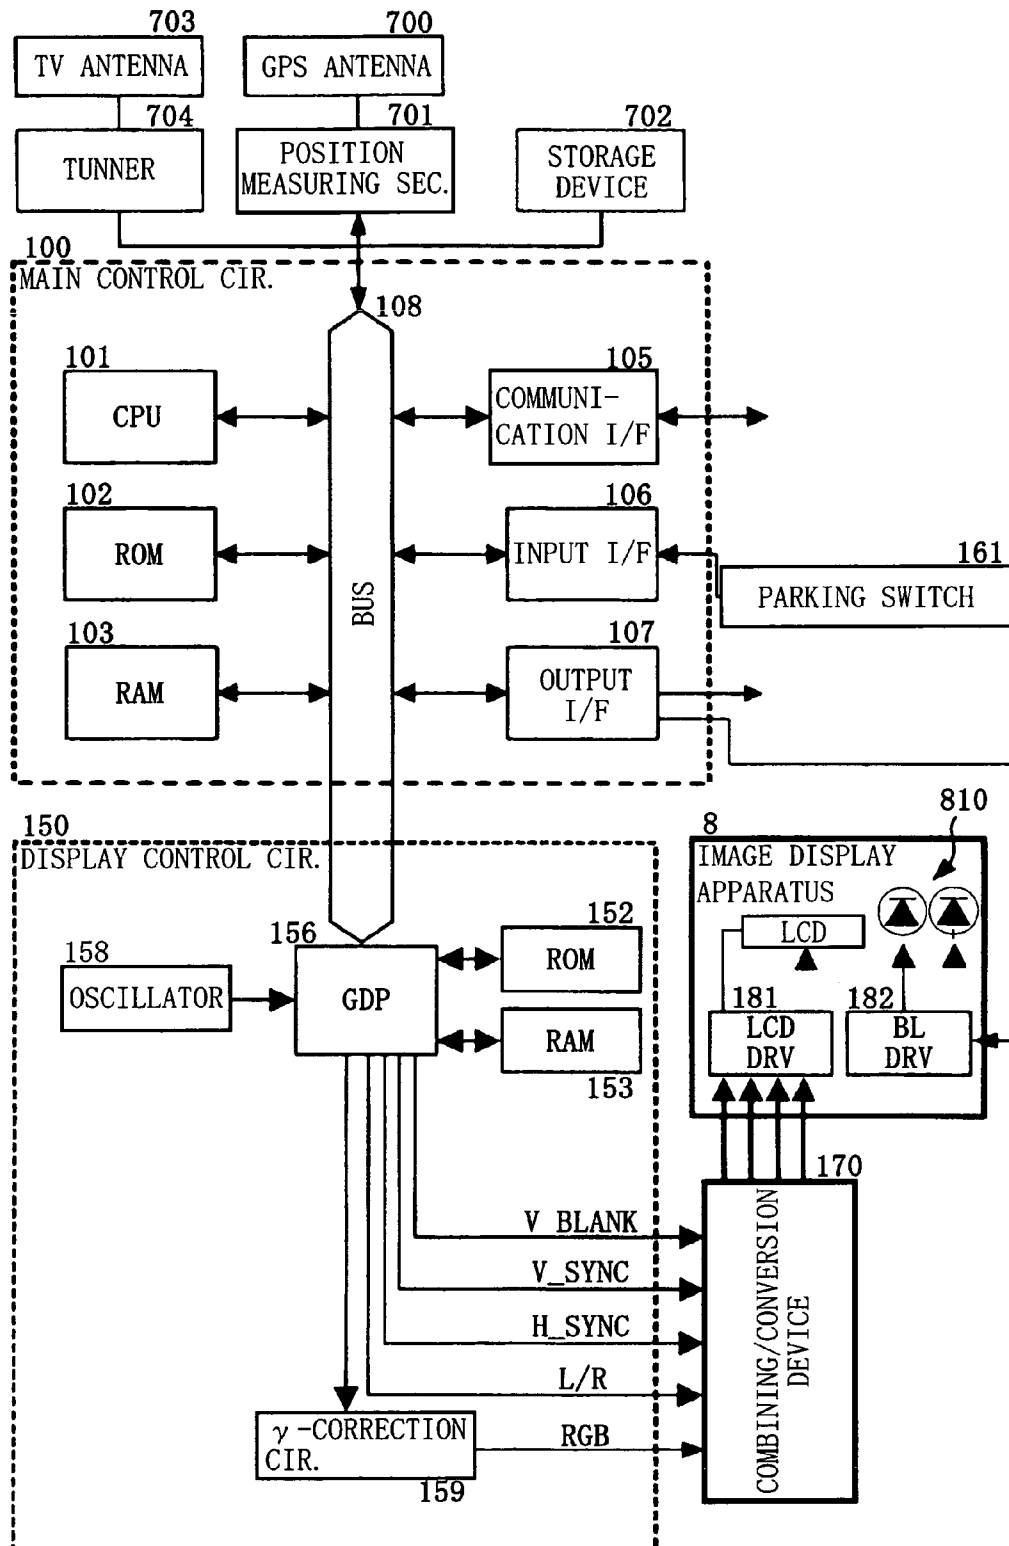 703
700
TV ANTENNA
GPS ANTENNA
704
701
702
TUNNER
POSITION
MEASURING SEC.
STORAGE
DEVICE
100
MAIN CONTROL CIR.
108
101
105
CPU
COMMUNI-
CATION I/F
102
106
ROM
INPUT I/F
161
PARKING SWITCH
BUS
103
107
RAM
OUTPUT
I/F
810
150
8
DISPLAY CONTROL CIR.
IMAGE DISPLAY
APPARATUS
152
156
LCD
158
ROM
OSCILLATOR
GDP
181
182
LCD
DRV
BL
DRV
RAM
153
170
V_BLANK
V_SYNC
H_SYNC
L/R
RGB
COMBINING/CONVERSION
DEVICE
γ-CORRECTION
CIR.
159